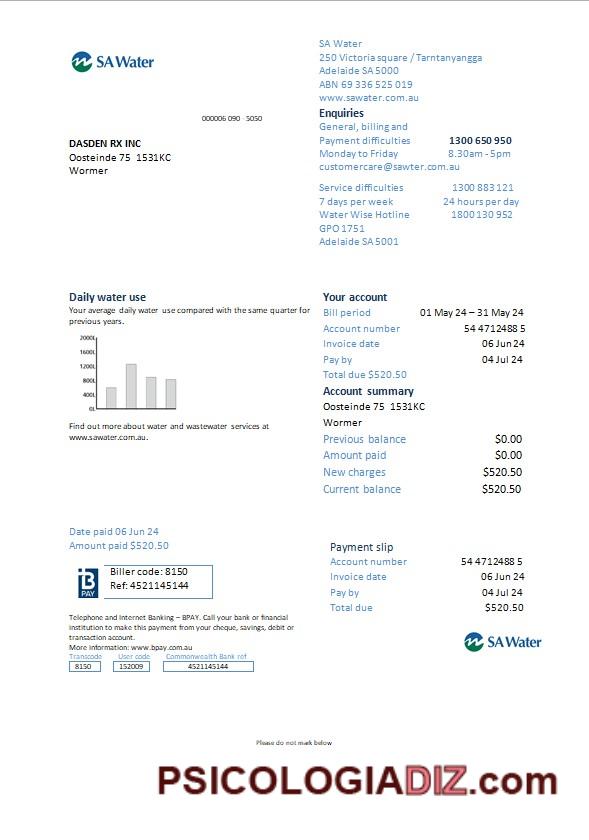 SA Water
SA Water
250 Victoria square / Tarntanyangga
Adelaide SA 5000
ABN 69 336 525 019
www.sawater.com.au
000006 090 - 5050
Enquiries
General, billing and
Payment difficulties 1300 650 950
Monday to Friday 8.30am - 5pm
customercare@sawter.com.au
DASDEN RX INC
Oosteinde 75 1531KC
Wormer
Service difficulties 1300 883 121
7 days per week 24 hours per day
Water Wise Hotline 1800 130 952
GPO 1751
Adelaide SA 5001
Daily water use
Your average daily water use compared with the same quarter for
previous years.
2000L
1600L
1200L
800L
400L
0L
Find out more about water and wastewater services at
www.sawater.com.au.
Your account
Bill period 01 May 24 – 31 May 24
Account number 54 4712488 5
Invoice date 06 Jun 24
Pay by 04 Jul 24
Total due $520.50
Account summary
Oosteinde 75 1531KC
Wormer
Previous balance $0.00
Amount paid $0.00
New charges $520.50
Current balance $520.50
Date paid 06 Jun 24
Amount paid $520.50
B
PAY
Biller code: 8150
Ref: 4521145144
Telephone and Internet Banking – BPAY. Call your bank or financial
institution to make this payment from your cheque, savings, debit or
transaction account.
More information: www.bpay.com.au
Transcode User code Commonwealth Bank ref
8150 152009 4521145144
Payment slip
Account number 54 4712488 5
Invoice date 06 Jun 24
Pay by 04 Jul 24
Total due $520.50
SA Water
Please do not mark below
PSICOLOGIADIZ.com